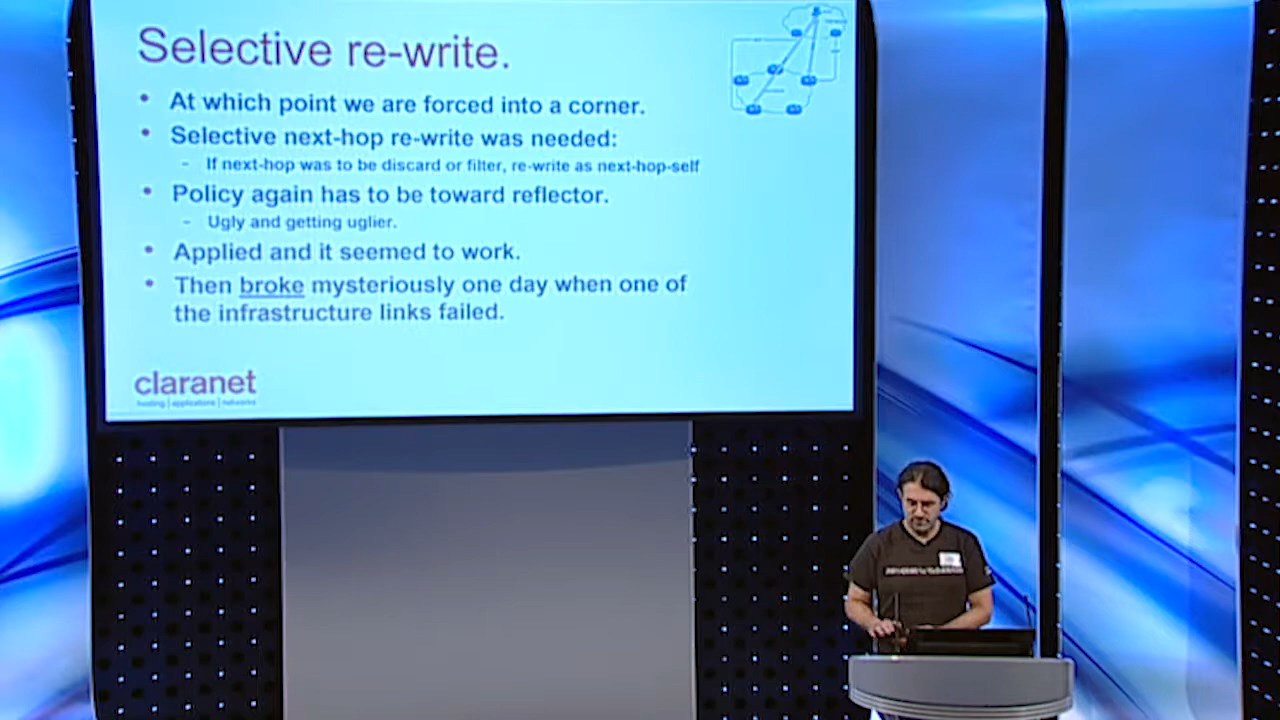 Selective re-write.
• At which point we are forced into a corner.
• Selective next-hop re-write was needed:
- If next-hop was to be discard or filter, re-write as next-hop-self
• Policy again has to be toward reflector.
- Ugly and getting uglier.
• Applied and it seemed to work.
• Then broke mysteriously one day when one of
the infrastructure links failed.
claranet
hosting | applications | networks